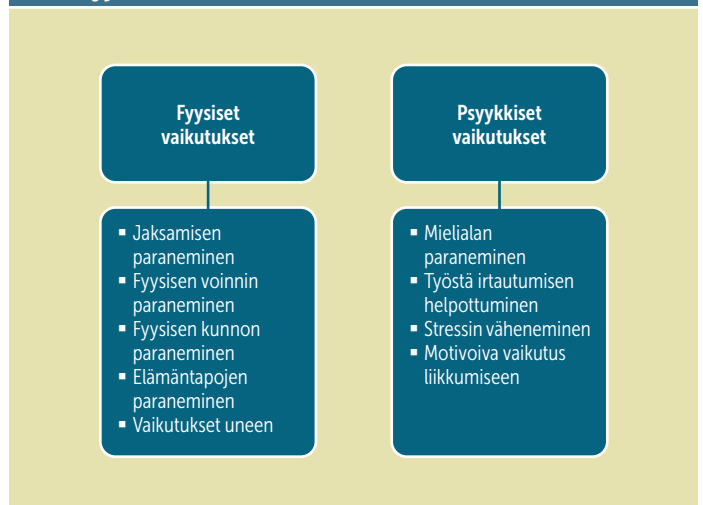 Fyysiset
vaikutukset
▪ Jaksamisen
paraneminen
▪ Fyysisen voinnin
paraneminen
▪ Fyysisen kunnon
paraneminen
▪ Elämäntapojen
paraneminen
▪ Vaikutukset uneen
Psyykkiset
vaikutukset
▪ Mielialan
paraneminen
▪ Työstä irtautumisen
helpottuminen
▪ Stressin väheneminen
▪ Motivoiva vaikutus
liikkumiseen